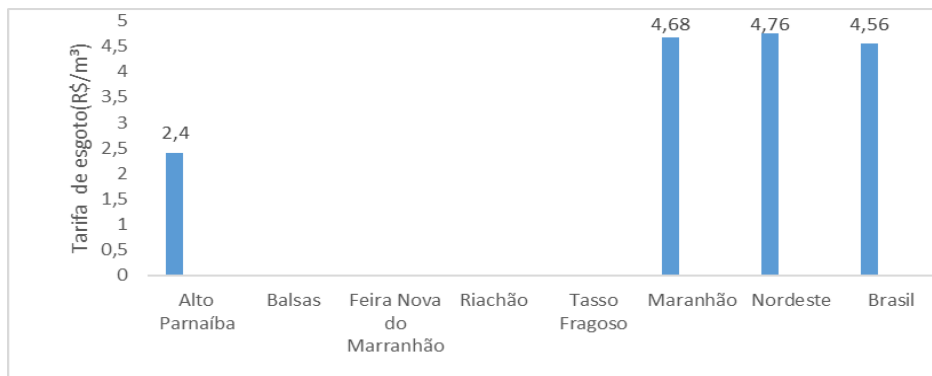 Tarifa de esgoto(R$/m³)
5
4,5
4
3,5
3
2,5
2
1,5
1
0,5
0
2,4
4,68
4,76
4,56
Alto
Parnaíba
Balsas
Feira Nova
do
Marranhão
Riachão
Tasso
Fragoso
Maranhão
Nordeste
Brasil